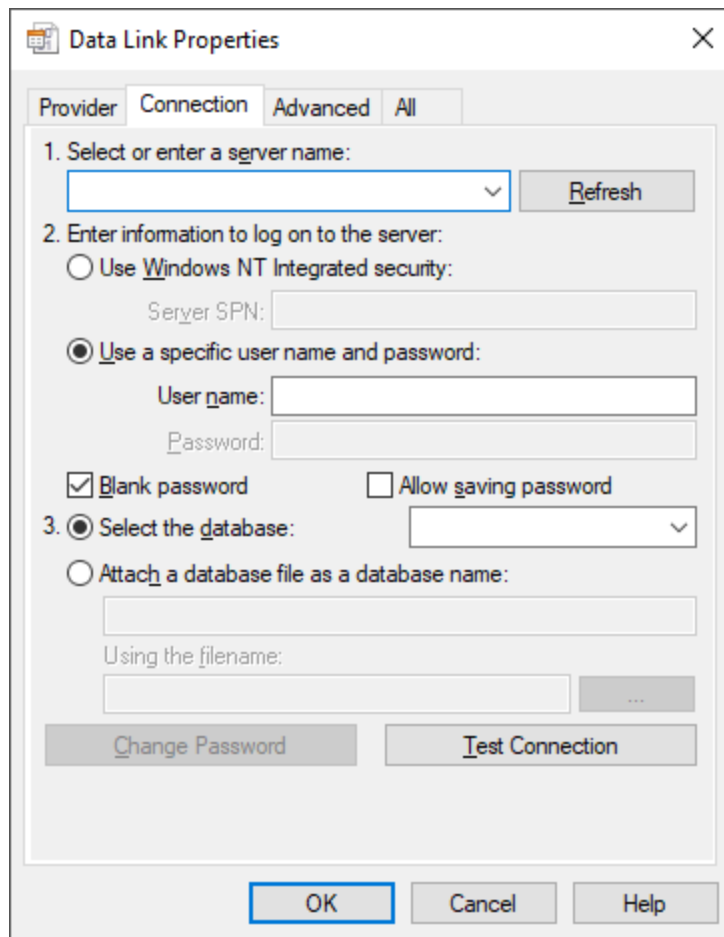 Data Link Properties
Provider Connection Advanced All
1. Select or enter a server name:
Refresh
2. Enter information to log on to the server:
Use Windows NT Integrated security:
Server SPN:
Use a specific user name and password:
User name:
Password:
Blank password Allow saving password
3. Select the database:
Attach a database file as a database name:
Using the filename:
...
Change Password Test Connection
OK Cancel Help